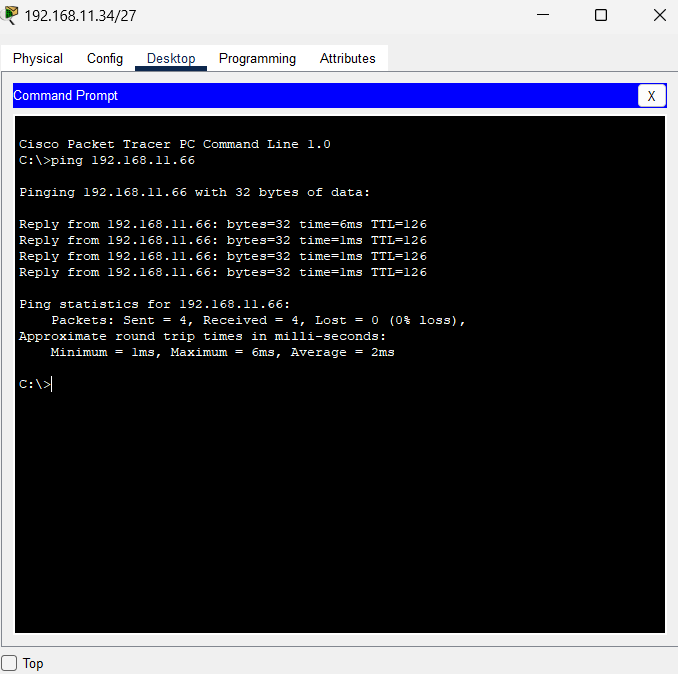 192.168.11.34/27
Physical Config Desktop Programming Attributes
Command Prompt X
Cisco Packet Tracer PC Command Line 1.0
C:\>ping 192.168.11.66
Pinging 192.168.11.66 with 32 bytes of data:
Reply from 192.168.11.66: bytes=32 time=6ms TTL=126
Reply from 192.168.11.66: bytes=32 time=1ms TTL=126
Reply from 192.168.11.66: bytes=32 time=1ms TTL=126
Reply from 192.168.11.66: bytes=32 time=1ms TTL=126
Ping statistics for 192.168.11.66:
Packets: Sent = 4, Received = 4, Lost = 0 (0% loss),
Approximate round trip times in milli-seconds:
Minimum = 1ms, Maximum = 6ms, Average = 2ms
C:\>
Top